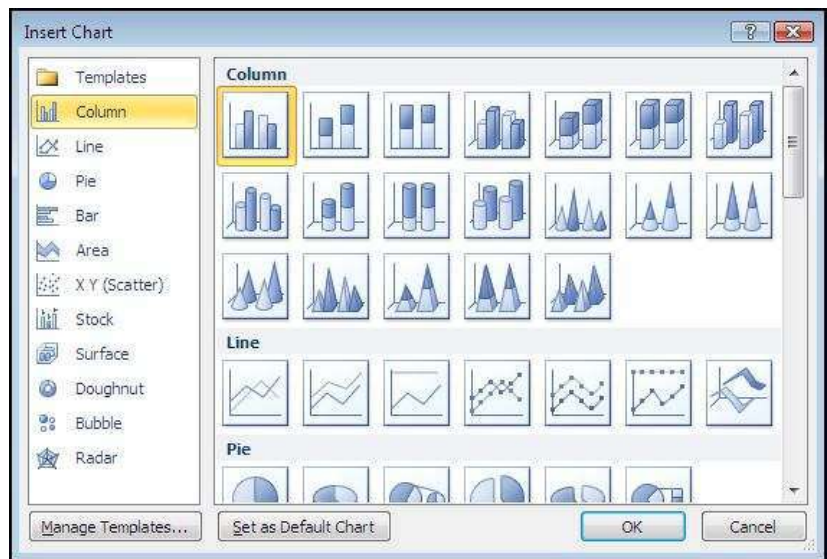 Insert Chart
Templates
Column
Line
Pie
Bar
Area
X Y (Scatter)
Stock
Surface
Doughnut
Bubble
Radar
Column
Line
Pie
Manage Templates...
Set as Default Chart
OK
Cancel